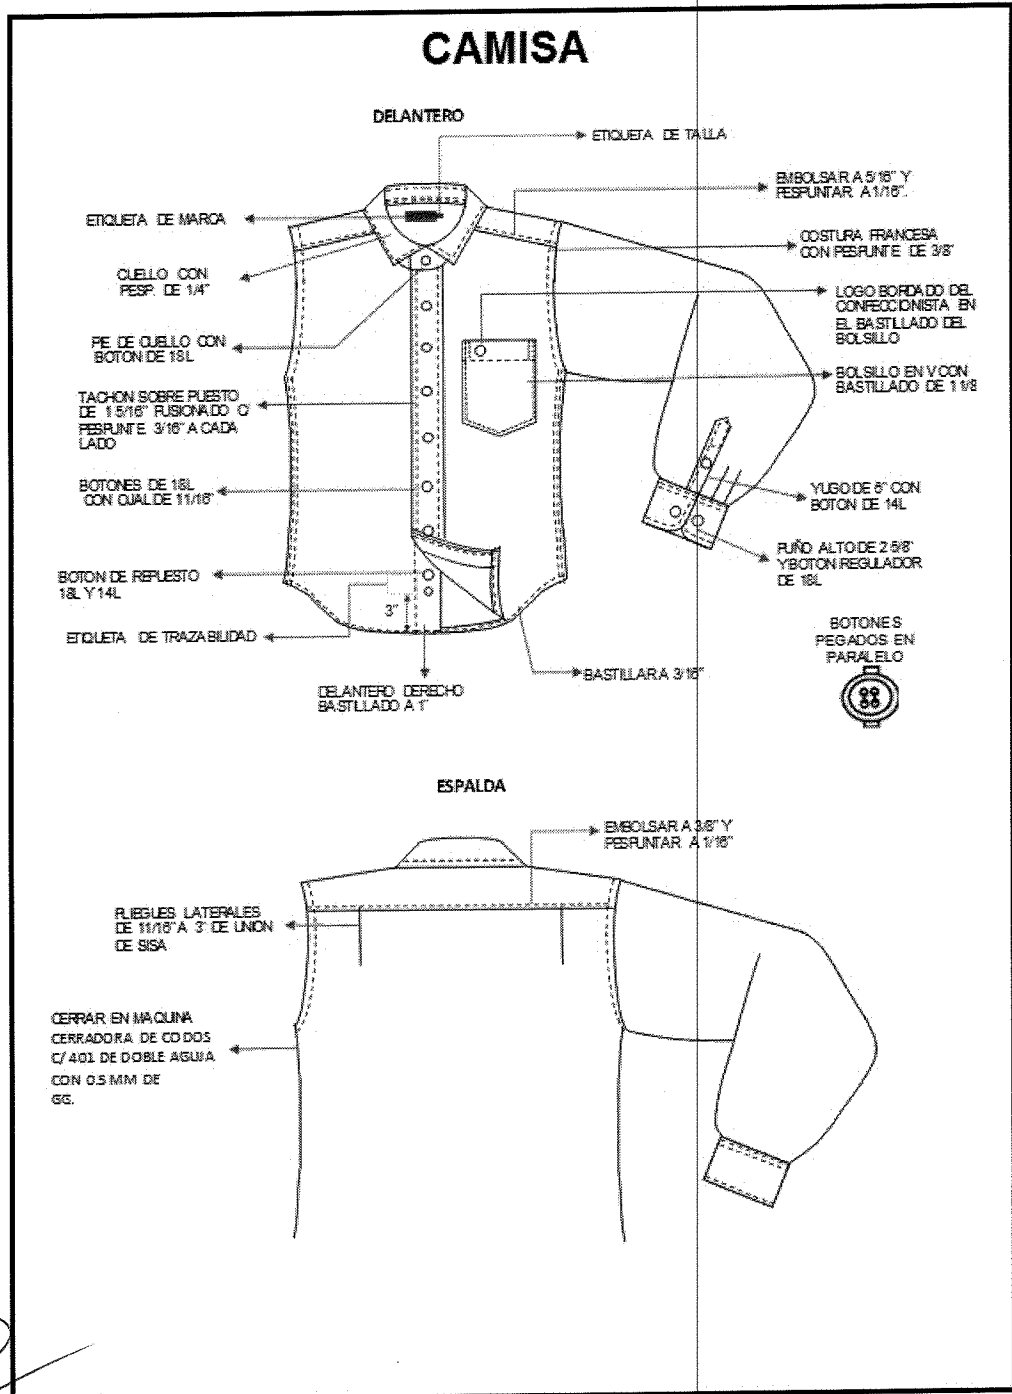 CAMISA
DELANTERO
ETIQUETA DE TALLA
EMBOLSAR A 5/16" Y
PESPUNTAR A 1/16".
ETIQUETA DE MARCA
COSTURA FRANCESA
CON PESPUNTE DE 3/8"
CUELLO CON
PESP. DE 1/4"
LOGO BORDADO DEL
CONFECCIONISTA EN
EL BASTILLADO DEL
BOLSILLO
PIE DE CUELLO CON
BOTON DE 18L
BOLSILLO EN V CON
BASTILLADO DE 1 1/8
TACHON SOBRE PUESTO
DE 1 5/16" FUSIONADO C/
PESPUNTE 3/16" A CADA
LADO
BOTONES DE 18L
CON OJAL DE 11/16"
YUGO DE 6" CON
BOTON DE 14L
PUÑO ALTO DE 2 5/8"
Y BOTON REGULADOR
DE 18L
BOTON DE REPUESTO
18L Y 14L
3"
ETIQUETA DE TRAZABILIDAD
BOTONES
PEGADOS EN
PARALELO
BASTILLAR A 3/16"
DELANTERO DERECHO
BASTILLADO A 1"
ESPALDA
EMBOLSAR A 3/8" Y
PESPUNTAR A 1/16"
PLIEGUES LATERALES
DE 11/16" A 3" DE UNION
DE SISA
CERRAR EN MAQUINA
CERRADORA DE CODOS
C/ 401 DE DOBLE AGUJA
CON 0.5 MM DE
GG.